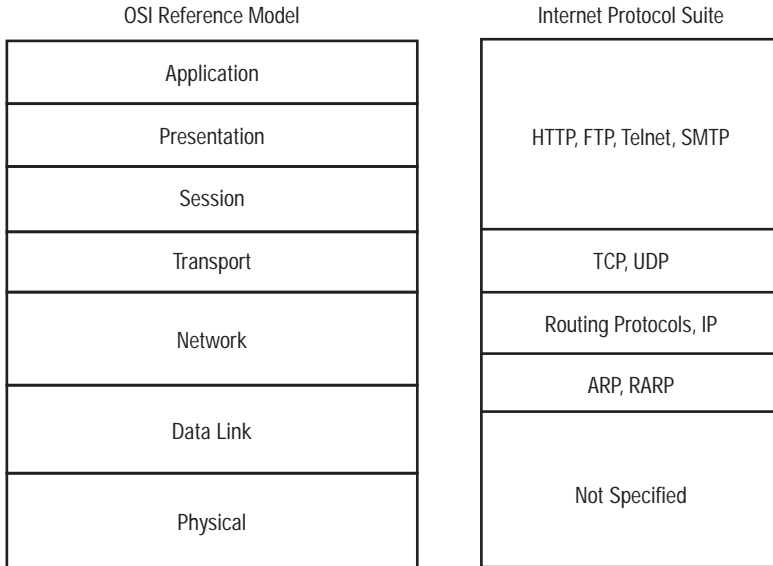 OSI Reference Model
Application
Presentation
Session
Transport
Network
Data Link
Physical
Internet Protocol Suite
HTTP, FTP, Telnet, SMTP
TCP, UDP
Routing Protocols, IP
ARP, RARP
Not Specified